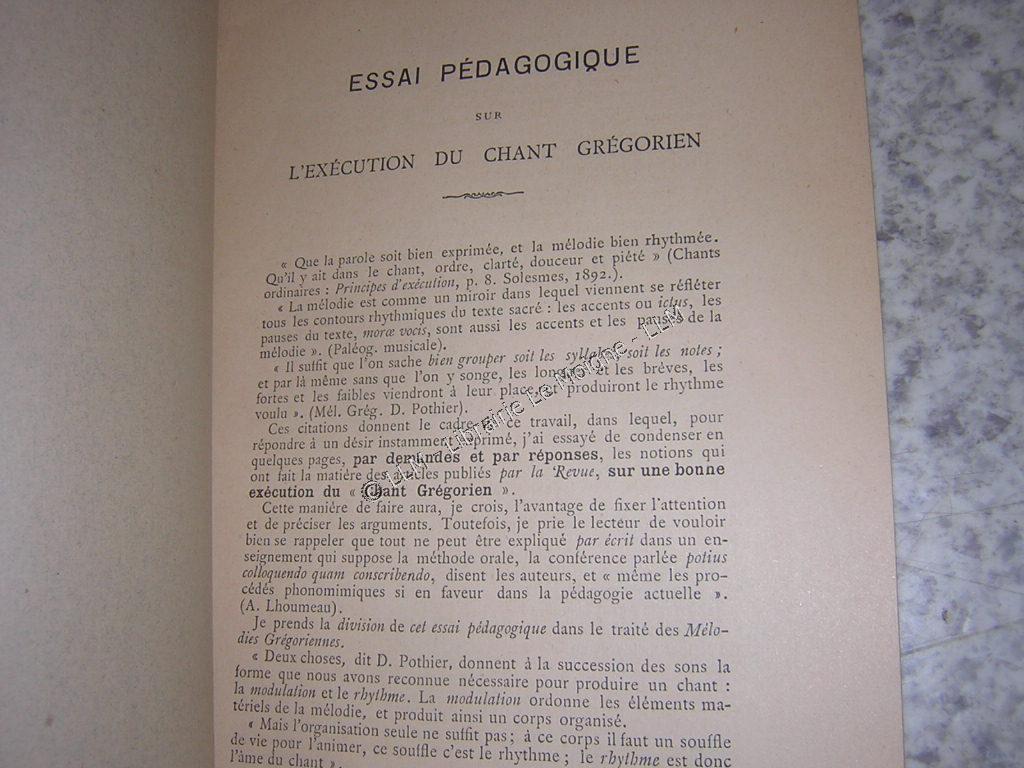 ESSAI PÉDAGOGIQUE
SUR
L'EXÉCUTION DU CHANT GRÉGORIEN
« Que la parole soit bien exprimée, et la mélodie bien rhythmée.
Qu'il y ait dans le chant, ordre, clarté, douceur et piété » (Chants
ordinaires : Principes d'exécution, p. 8. Solesmes, 1892.).
« La mélodie est comme un miroir dans lequel viennent se réfléter
tous les contours rhythmiques du texte sacré : les accents ou ictus, les
pauses du texte, moræ vocis, sont aussi les accents et les pauses de la
mélodie ». (Paléog. musicale).
« Il suffit que l'on sache bien grouper soit les syllabes soit les notes ;
et par là même sans que l'on y songe, les longues et les brèves, les
fortes et les faibles viendront à leur place, et produiront le rhythme
voulu ». (Mél. Grég. D. Pothier).
Ces citations donnent le cadre de ce travail, dans lequel, pour
répondre à un désir instamment exprimé, j'ai essayé de condenser en
quelques pages, par demandes et par réponses, les notions qui
ont fait la matière des articles publiés par la Revue, sur une bonne
exécution du « Chant Grégorien ».
Cette manière de faire aura, je crois, l'avantage de fixer l'attention
et de préciser les arguments. Toutefois, je prie le lecteur de vouloir
bien se rappeler que tout ne peut être expliqué par écrit dans un en-
seignement qui suppose la méthode orale, la conférence parlée potius
colloquendo quam conscribendo, disent les auteurs, et « même les pro-
cédés phonomimiques si en faveur dans la pédagogie actuelle ».
(A. Lhoumeau).
Je prends la division de cet essai pédagogique dans le traité des Mélo-
dies Grégoriennes.
« Deux choses, dit D. Pothier, donnent à la succession des sons la
forme que nous avons reconnue nécessaire pour produire un chant :
la modulation et le rhythme. La modulation ordonne les éléments ma-
tériels de la mélodie, et produit ainsi un corps organisé.
« Mais l'organisation seule ne suffit pas ; à ce corps il faut un souffle
de vie pour l'animer, ce souffle c'est le rhythme ; le rhythme est donc
l'âme du chant ».
© LLM - Librairie Le Moigne - LLM